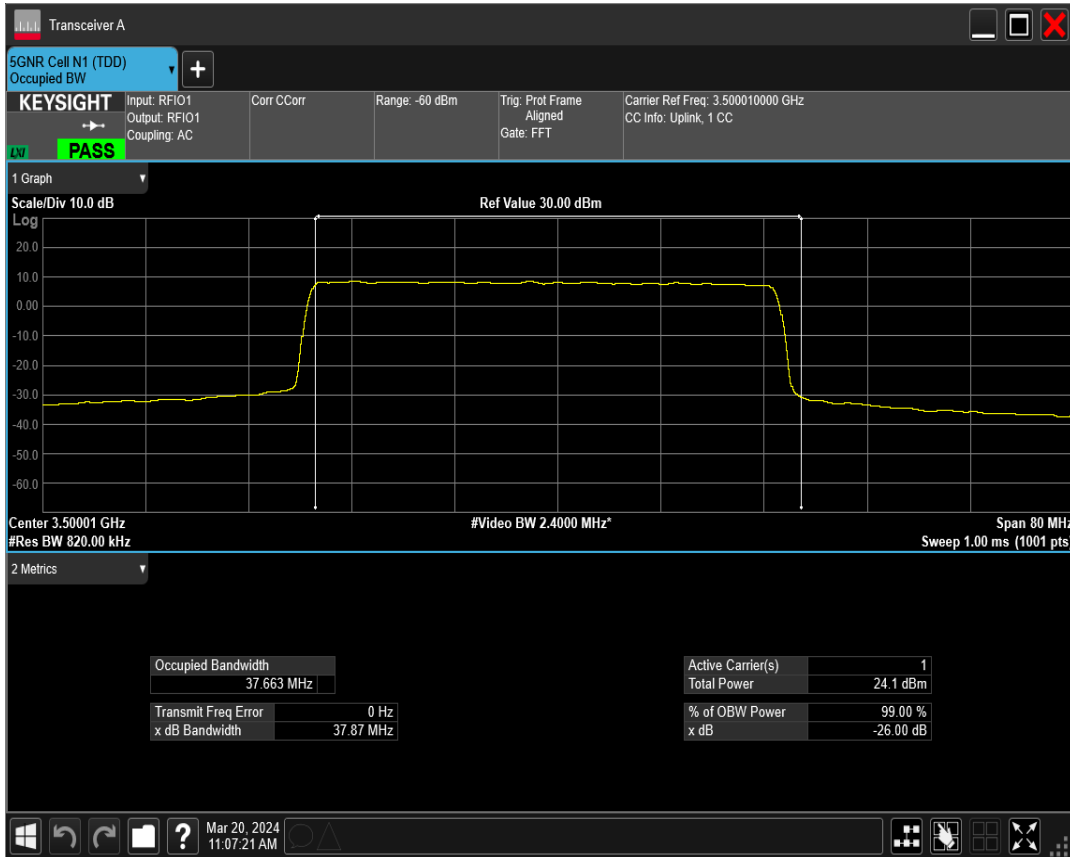 Transceiver A
5GNR Cell N1 (TDD)
Occupied BW
KEYSIGHT
LXI
PASS
Input: RFIO1
Output: RFIO1
Coupling: AC
Corr CCorr
Range: -60 dBm
Trig: Prot Frame
Aligned
Gate: FFT
Carrier Ref Freq: 3.500010000 GHz
CC Info: Uplink, 1 CC
1 Graph
Scale/Div 10.0 dB
Ref Value 30.00 dBm
Log
20.0
10.0
0.00
-10.0
-20.0
-30.0
-40.0
-50.0
-60.0
Center 3.50001 GHz
#Video BW 2.4000 MHz*
Span 80 MHz
#Res BW 820.00 kHz
Sweep 1.00 ms (1001 pts)
2 Metrics
Occupied Bandwidth
37.663 MHz
Transmit Freq Error 0 Hz
x dB Bandwidth 37.87 MHz
Active Carrier(s) 1
Total Power 24.1 dBm
% of OBW Power 99.00 %
x dB -26.00 dB
Mar 20, 2024
11:07:21 AM